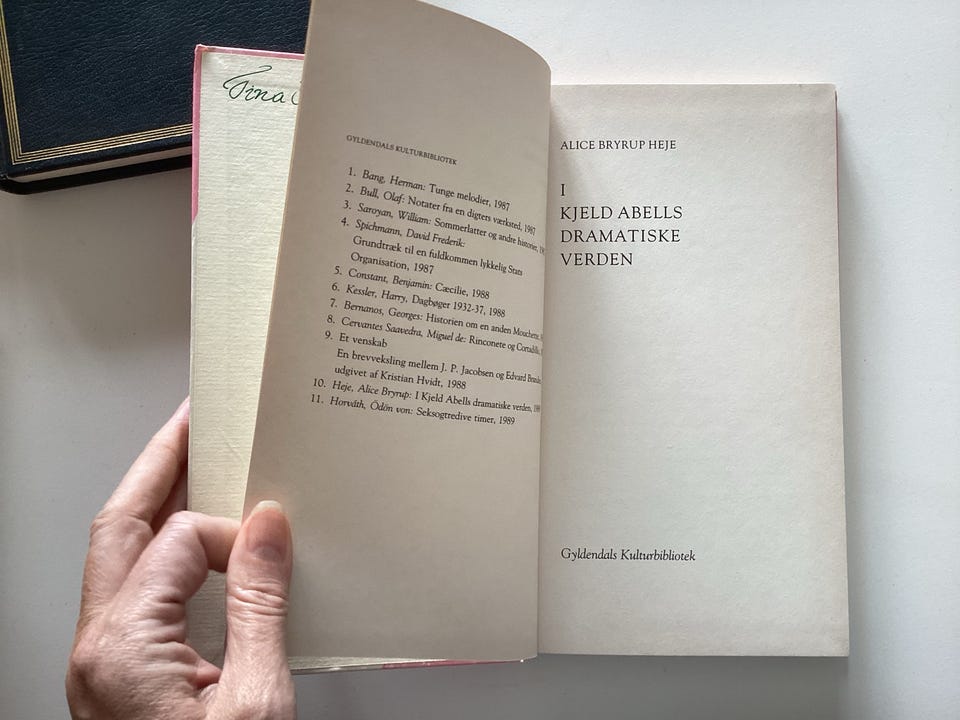 Tina
GYLDENDALS KULTURBIBLIOTEK
1. Bang, Herman: Tunge melodier, 1987
2. Bull, Olaf: Notater fra en digters værksted, 1987
3. Saroyan, William: Sommerlatter og andre historier,
4. Spichmann, David Frederik:
Grundtræk til en fuldkommen lykkelig Stats
Organisation, 1987
5. Constant, Benjamin: Cæcilie, 1988
6. Kessler, Harry, Dagbøger 1932-37, 1988
7. Bernanos, Georges: Historien om en anden Mouchette,
8. Cervantes Saavedra, Miguel de: Rinconete og
9. Et venskab
En brevveksling mellem J. P. Jacobsen og Edvard
udgivet af Kristian Hvidt, 1988
10. Heje, Alice Bryrup: I Kjeld Abells dramatiske verden,
11. Horváth, Ödön von: Seksogtredive timer, 1989
ALICE BRYRUP HEJE
I
KJELD ABELLS
DRAMATISKE
VERDEN
Gyldendals Kulturbibliotek